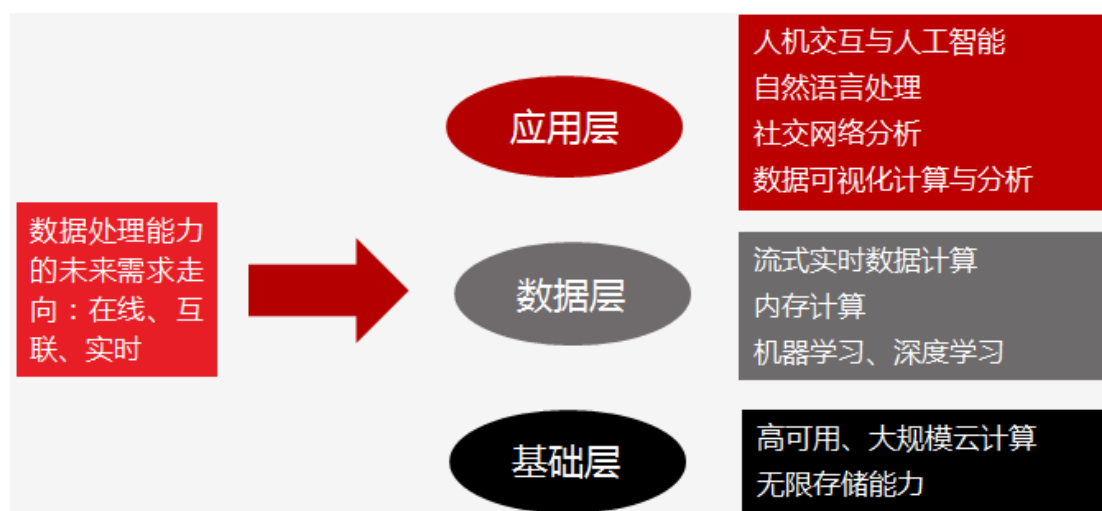 数据处理能力
的未来需求走
向：在线、互
联、实时
应用层
人机交互与人工智能
自然语言处理
社交网络分析
数据可视化计算与分析
数据层
流式实时数据计算
内存计算
机器学习、深度学习
基础层
高可用、大规模云计算
无限存储能力